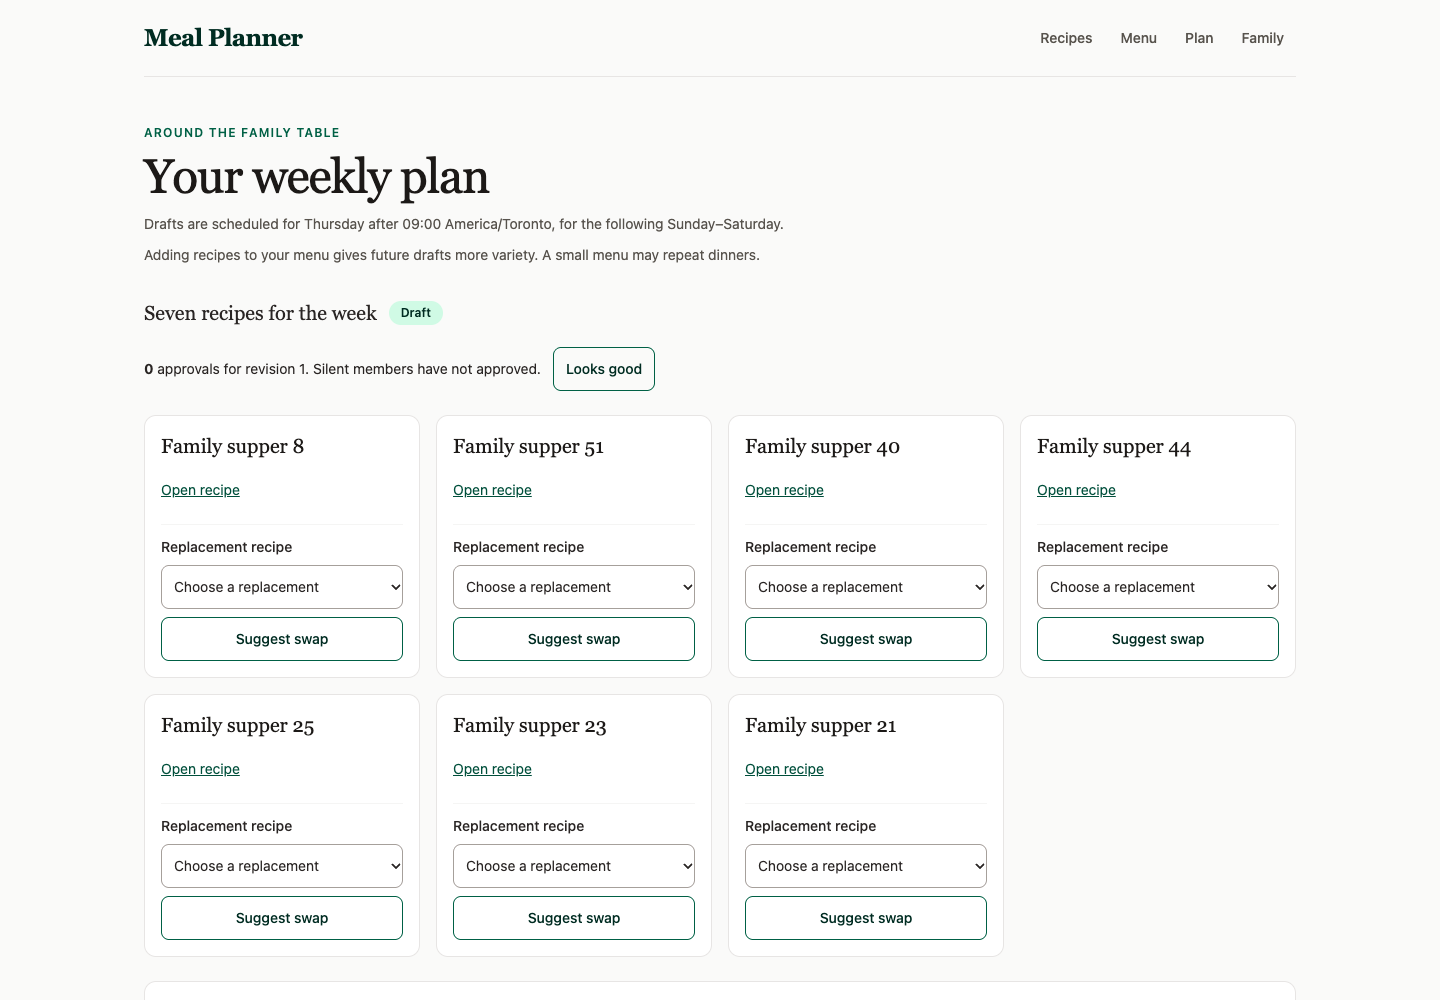 Meal Planner
Recipes Menu Plan Family
AROUND THE FAMILY TABLE
Your weekly plan
Drafts are scheduled for Thursday after 09:00 America/Toronto, for the following Sunday–Saturday.
Adding recipes to your menu gives future drafts more variety. A small menu may repeat dinners.
Seven recipes for the week Draft
0 approvals for revision 1. Silent members have not approved. Looks good
Family supper 8
Open recipe
Replacement recipe
Choose a replacement
Suggest swap
Family supper 51
Open recipe
Replacement recipe
Choose a replacement
Suggest swap
Family supper 40
Open recipe
Replacement recipe
Choose a replacement
Suggest swap
Family supper 44
Open recipe
Replacement recipe
Choose a replacement
Suggest swap
Family supper 25
Open recipe
Replacement recipe
Choose a replacement
Suggest swap
Family supper 23
Open recipe
Replacement recipe
Choose a replacement
Suggest swap
Family supper 21
Open recipe
Replacement recipe
Choose a replacement
Suggest swap